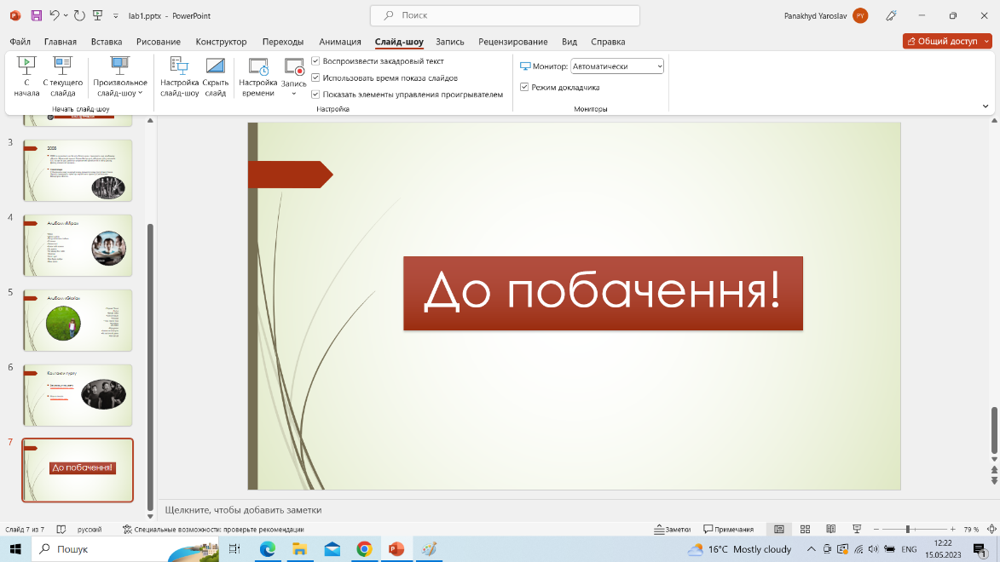 lab1.pptx - PowerPoint
Поиск
Panakhyd Yaroslav
PY
Файл Главная Вставка Рисование Конструктор Переходы Анимация Слайд-шоу Запись Рецензирование Вид Справка
Общий доступ
С начала
С текущего слайда
Произвольное слайд-шоу
Начать слайд-шоу
Настройка слайд-шоу
Скрыть слайд
Настройка времени
Запись
Воспроизвести закадровый текст
Использовать время показа слайдов
Показать элементы управления проигрывателем
Настройка
Монитор: Автоматически
Режим докладчика
Мониторы
3
2008
4
5
6
Контакти гурту
7
До побачення!
До побачення!
Щелкните, чтобы добавить заметки
Слайд 7 из 7
русский
Специальные возможности: проверьте рекомендации
Заметки
Примечания
79 %
Пошук
16°C Mostly cloudy
ENG
12:22
15.05.2023
1